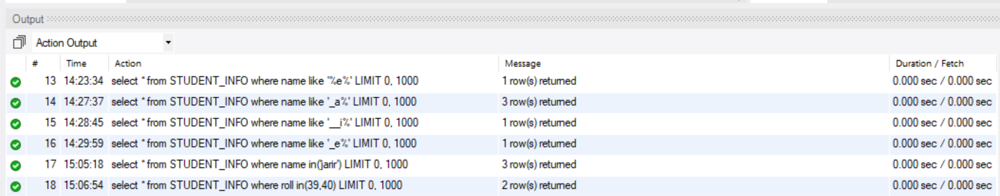 Output
Action Output
# Time Action Message Duration / Fetch
13 14:23:34 select * from STUDENT_INFO where name like '%e%' LIMIT 0, 1000 1 row(s) returned 0.000 sec / 0.000 sec
14 14:27:37 select * from STUDENT_INFO where name like '_a%' LIMIT 0, 1000 3 row(s) returned 0.000 sec / 0.000 sec
15 14:28:45 select * from STUDENT_INFO where name like '__i%' LIMIT 0, 1000 1 row(s) returned 0.000 sec / 0.000 sec
16 14:29:59 select * from STUDENT_INFO where name like '_e%' LIMIT 0, 1000 1 row(s) returned 0.000 sec / 0.000 sec
17 15:05:18 select * from STUDENT_INFO where name in('jarir') LIMIT 0, 1000 3 row(s) returned 0.000 sec / 0.000 sec
18 15:06:54 select * from STUDENT_INFO where roll in(39,40) LIMIT 0, 1000 2 row(s) returned 0.000 sec / 0.000 sec